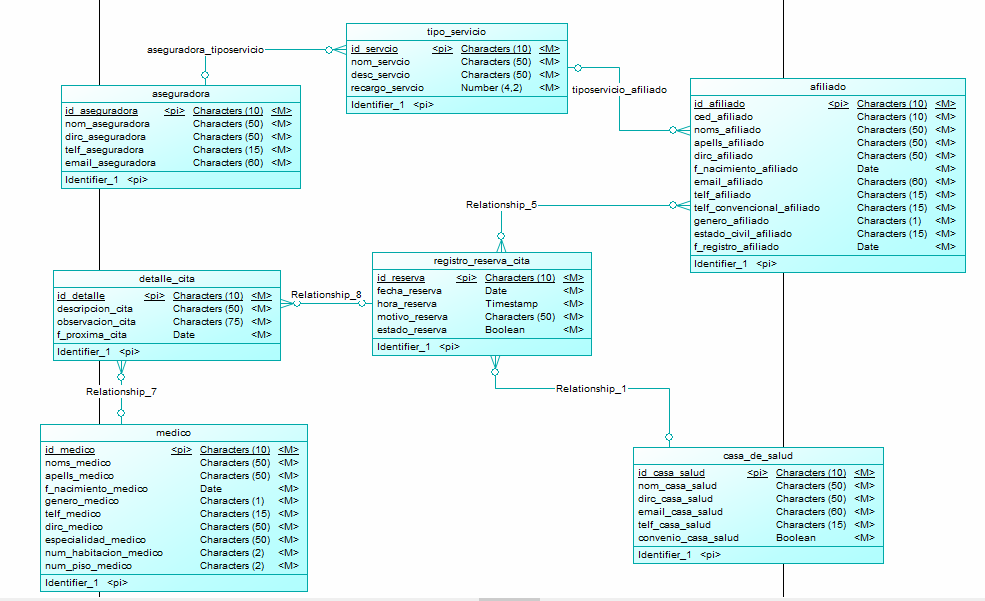 tipo_servicio
id_servcio <pi> Characters (10) <M>
nom_servcio Characters (50) <M>
desc_servcio Characters (50) <M>
recargo_servcio Number (4,2) <M>
Identifier_1 <pi>
aseguradora_tiposervicio
tiposervicio_afiliado
aseguradora
id_aseguradora <pi> Characters (10) <M>
nom_aseguradora Characters (50) <M>
dirc_aseguradora Characters (50) <M>
telf_aseguradora Characters (15) <M>
email_aseguradora Characters (60) <M>
Identifier_1 <pi>
afiliado
id_afiliado <pi> Characters (10) <M>
ced_afiliado Characters (10) <M>
noms_afiliado Characters (50) <M>
apells_afiliado Characters (50) <M>
dirc_afiliado Characters (50) <M>
f_nacimiento_afiliado Date <M>
email_afiliado Characters (60) <M>
telf_afiliado Characters (15) <M>
telf_convencional_afiliado Characters (15) <M>
genero_afiliado Characters (1) <M>
estado_civil_afiliado Characters (15) <M>
f_registro_afiliado Date <M>
Identifier_1 <pi>
Relationship_5
registro_reserva_cita
id_reserva <pi> Characters (10) <M>
fecha_reserva Date <M>
hora_reserva Timestamp <M>
motivo_reserva Characters (50) <M>
estado_reserva Boolean <M>
Identifier_1 <pi>
detalle_cita
id_detalle <pi> Characters (10) <M>
descripcion_cita Characters (50) <M>
observacion_cita Characters (75) <M>
f_proxima_cita Date <M>
Identifier_1 <pi>
Relationship_8
Relationship_7
Relationship_1
medico
id_medico <pi> Characters (10) <M>
noms_medico Characters (50) <M>
apells_medico Characters (50) <M>
f_nacimiento_medico Date <M>
genero_medico Characters (1) <M>
telf_medico Characters (15) <M>
dirc_medico Characters (50) <M>
especialidad_medico Characters (50) <M>
num_habitacion_medico Characters (2) <M>
num_piso_medico Characters (2) <M>
Identifier_1 <pi>
casa_de_salud
id_casa_salud <pi> Characters (10) <M>
nom_casa_salud Characters (50) <M>
dirc_casa_salud Characters (50) <M>
email_casa_salud Characters (60) <M>
telf_casa_salud Characters (15) <M>
convenio_casa_salud Boolean <M>
Identifier_1 <pi>